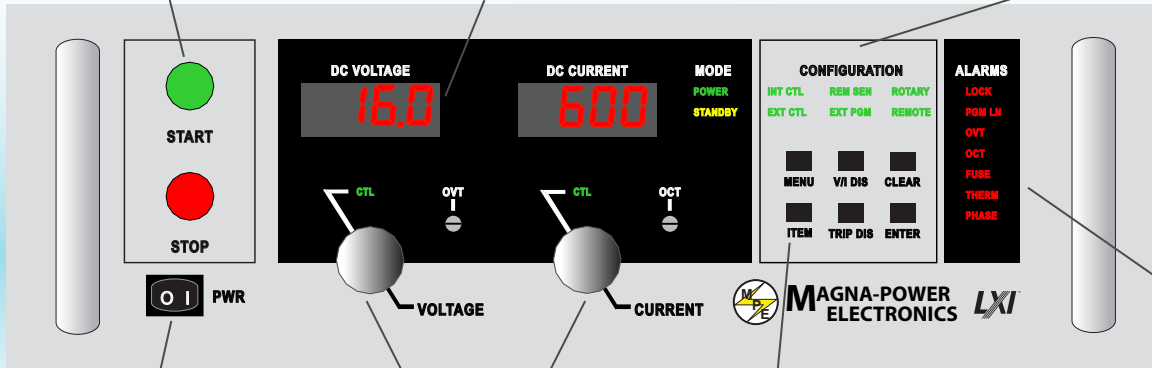 DC VOLTAGE
16.0
DC CURRENT
600
MODE
POWER
STANDBY
CONFIGURATION
INT CTL REM SEN ROTARY
EXT CTL EXT PGM REMOTE
MENU V/I DIS CLEAR
ITEM TRIP DIS ENTER
ALARMS
LOCK
PGM LN
OVT
OCT
FUSE
THERM
PHASE
START
STOP
CTL
OVT
CTL
OCT
O I PWR
VOLTAGE
CURRENT
MPE
MAGNA-POWER
ELECTRONICS
LXI